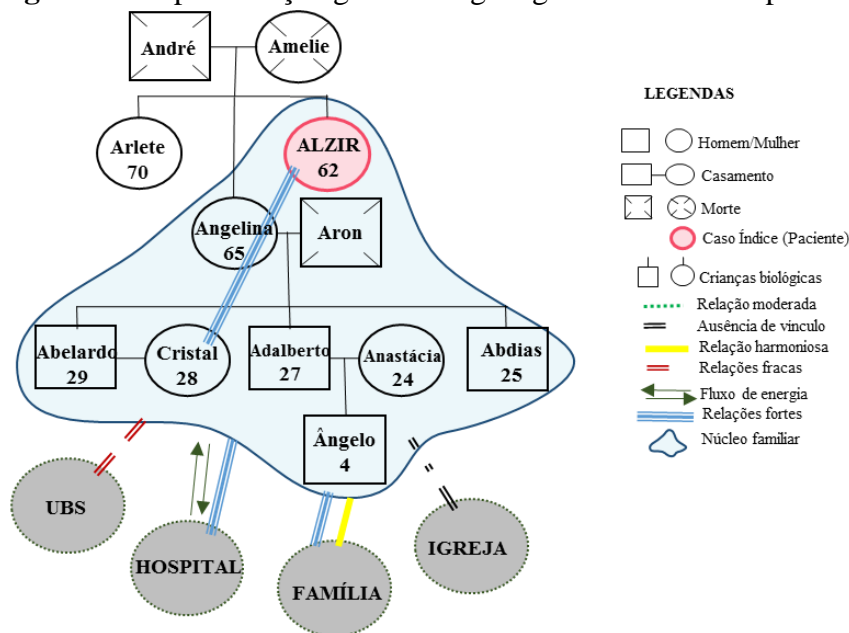 André
Amelie
Arlete
70
ALZIR
62
Angelina
65
Aron
Abelardo
29
Cristal
28
Adalberto
27
Anastácia
24
Abdias
25
Ângelo
4
UBS
HOSPITAL
FAMÍLIA
IGREJA
LEGENDAS
Homem/Mulher
Casamento
Morte
Caso Índice (Paciente)
Crianças biológicas
Relação moderada
Ausência de vinculo
Relação harmoniosa
Relações fracas
Fluxo de energia
Relações fortes
Núcleo familiar